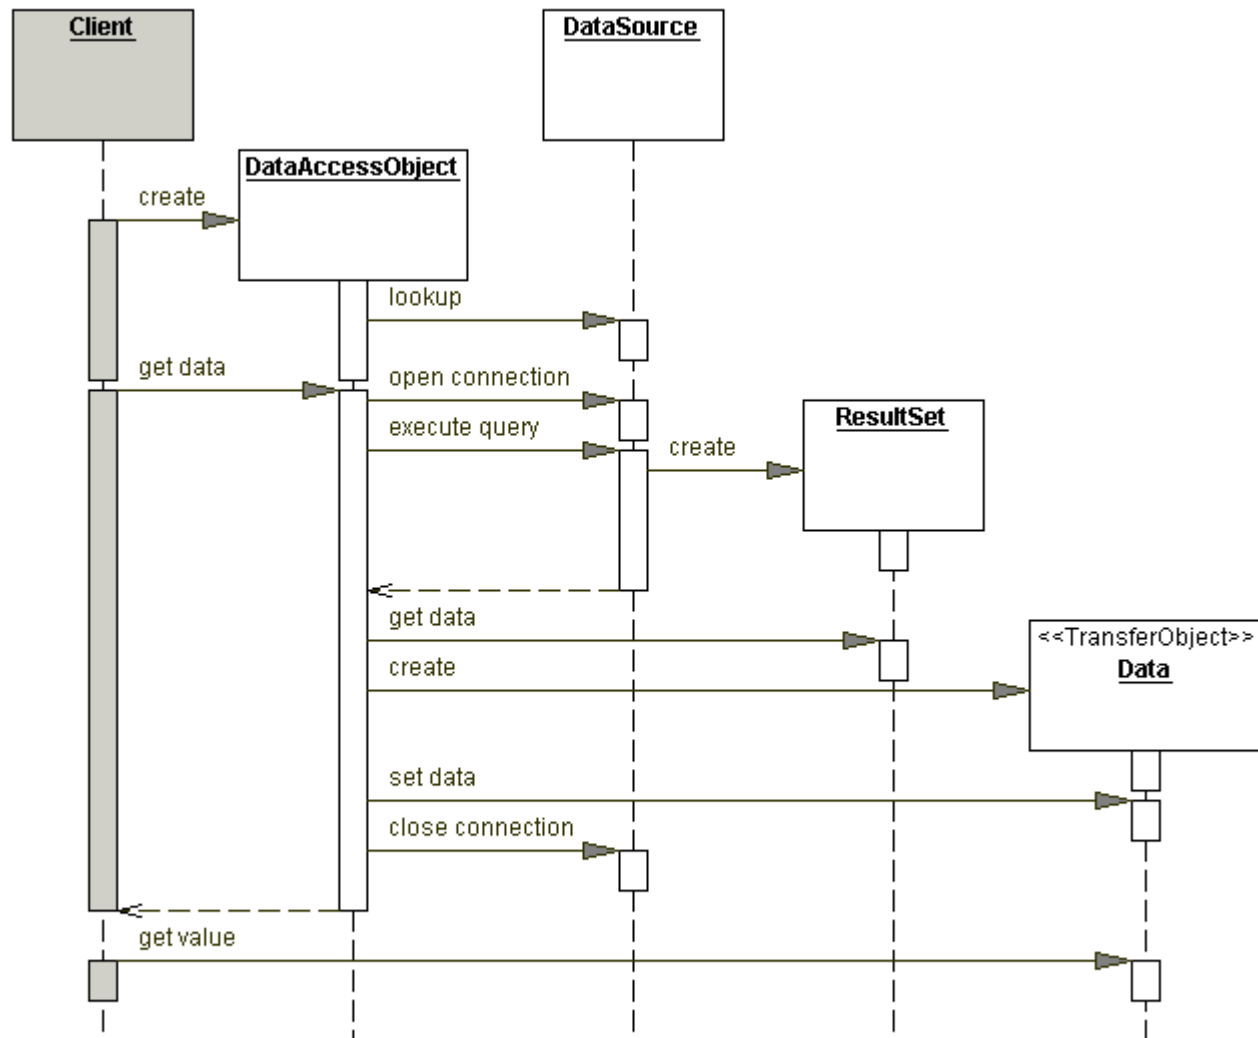 Client
DataSource
DataAccessObject
create
lookup
get data
open connection
ResultSet
execute query
create
get data
<<TransferObject>>
Data
create
set data
close connection
get value